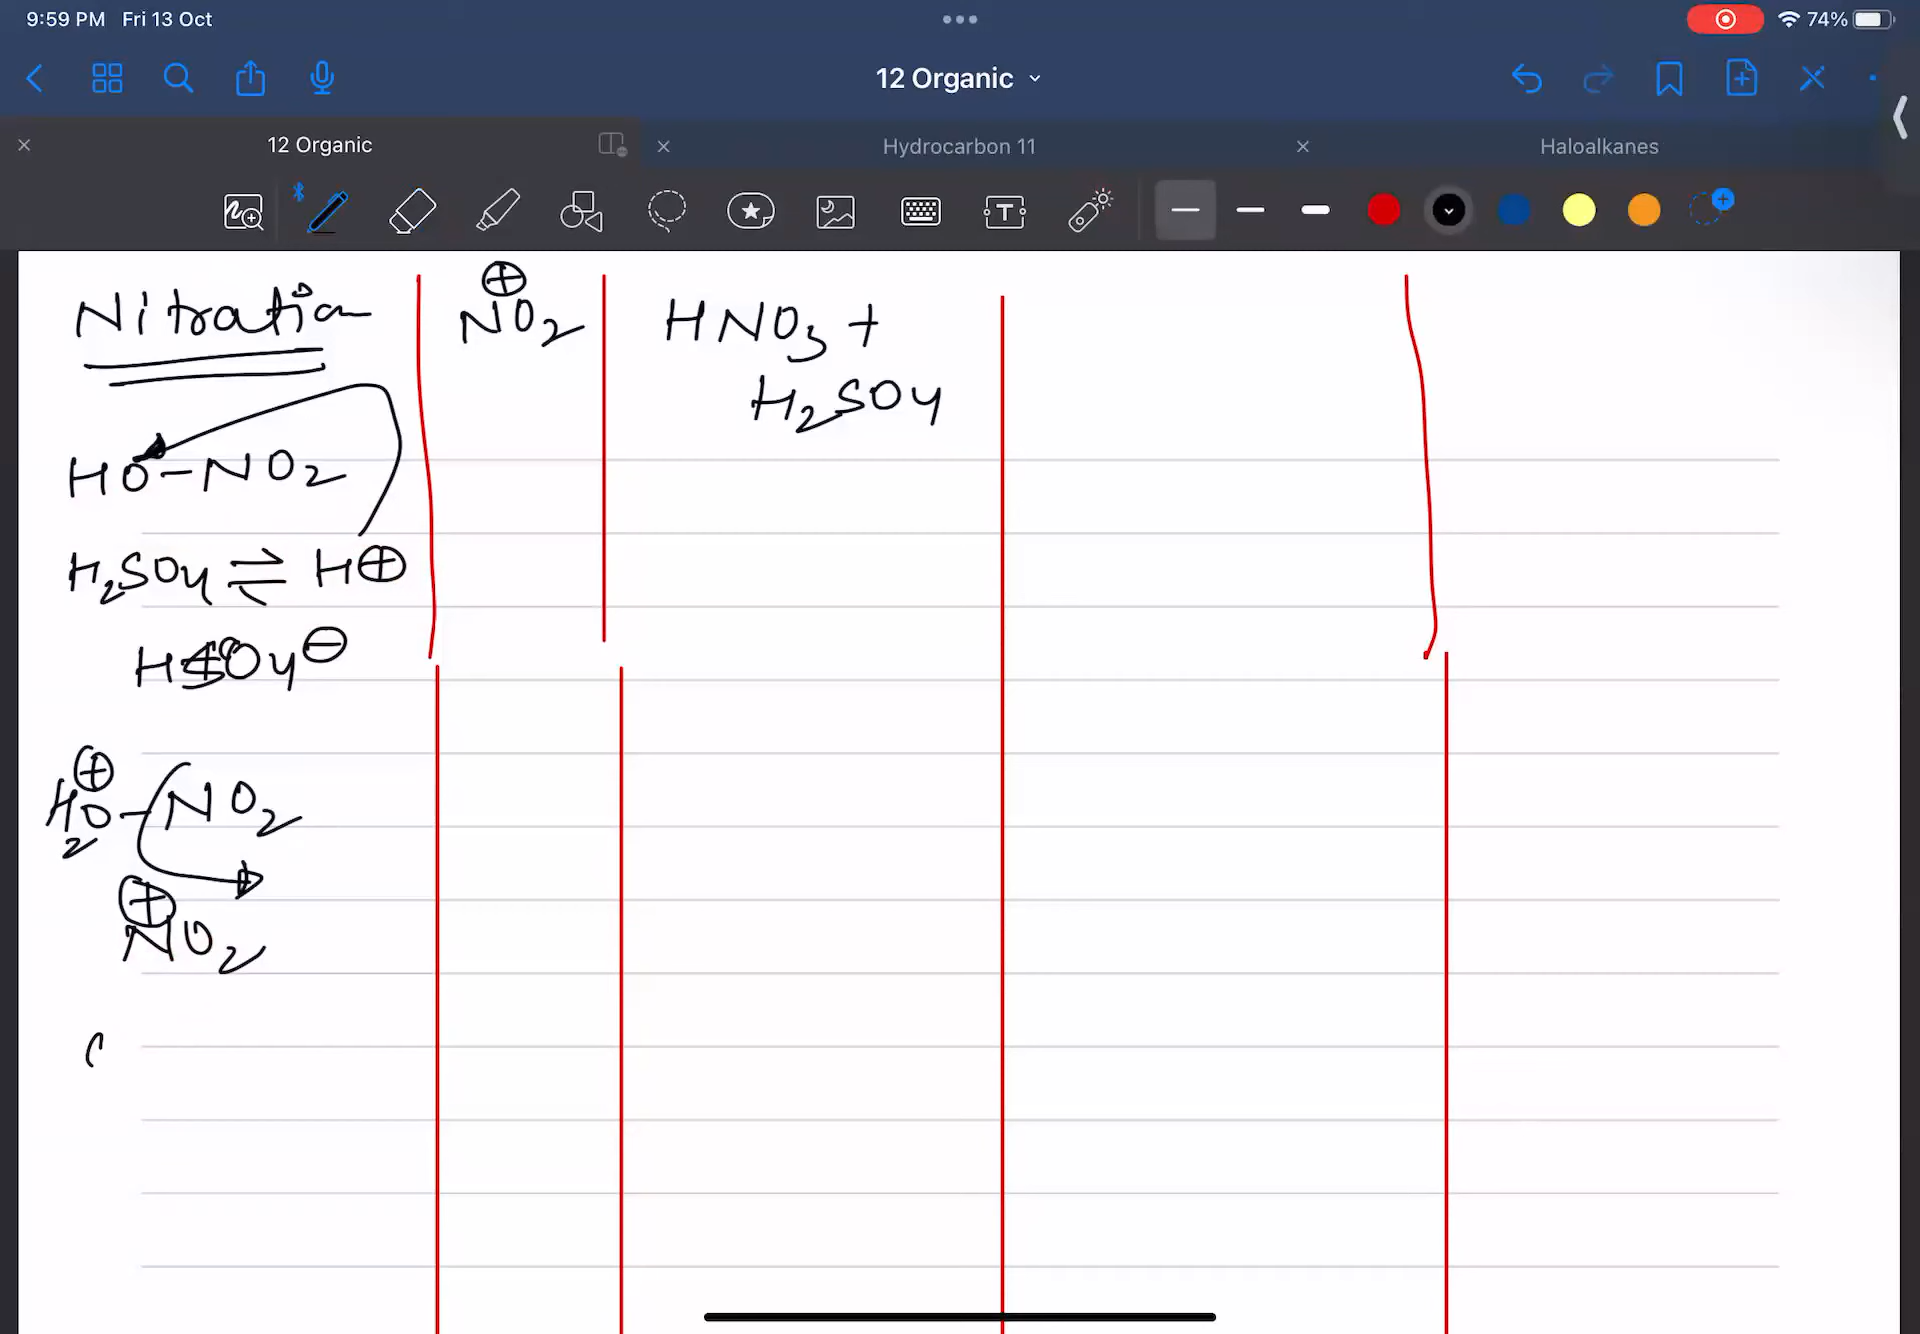 9:59 PM Fri 13 Oct
74%
12 Organic
12 Organic
Hydrocarbon 11
Haloalkanes
Nitration
⊕
NO₂
HNO₃ +
H₂SO₄
HO-NO₂
H₂SO₄ ⇌ H⊕
HSO₄⊖
⊕
H₂O-NO₂
⊕
NO₂
(